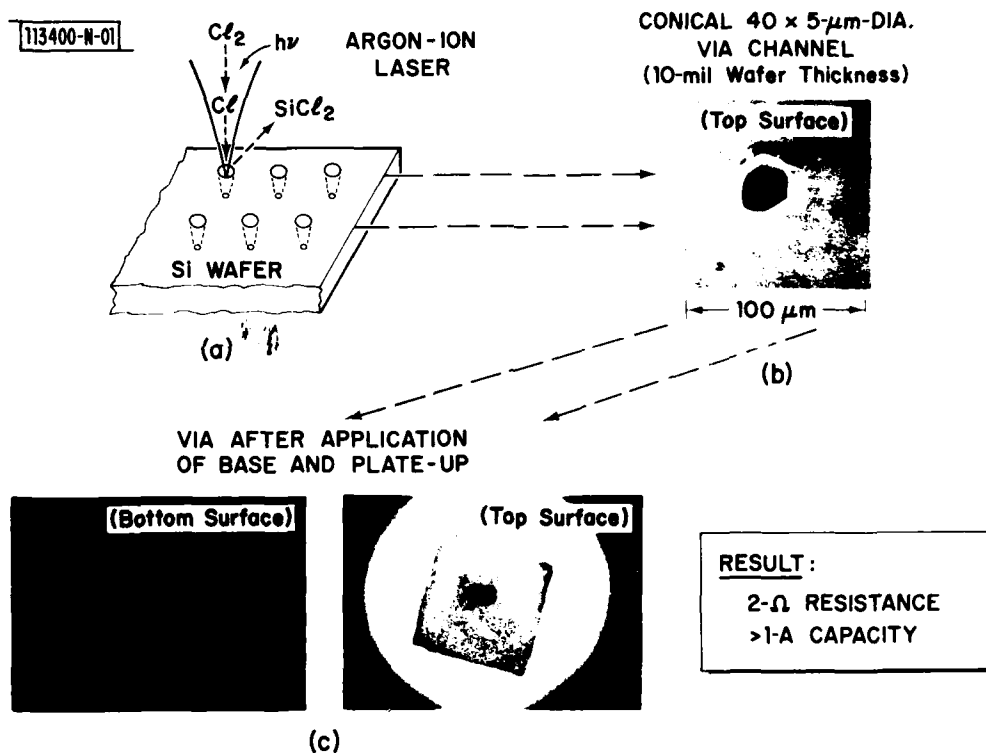 113400-N-01
Cl₂
hν
ARGON-ION
LASER
Cl
SiCl₂
Si WAFER
(a)
CONICAL 40 × 5-μm-DIA.
VIA CHANNEL
(10-mil Wafer Thickness)
(Top Surface)
100 μm
(b)
VIA AFTER APPLICATION
OF BASE AND PLATE-UP
(Bottom Surface)
(Top Surface)
(c)
RESULT:
2-Ω RESISTANCE
>1-A CAPACITY